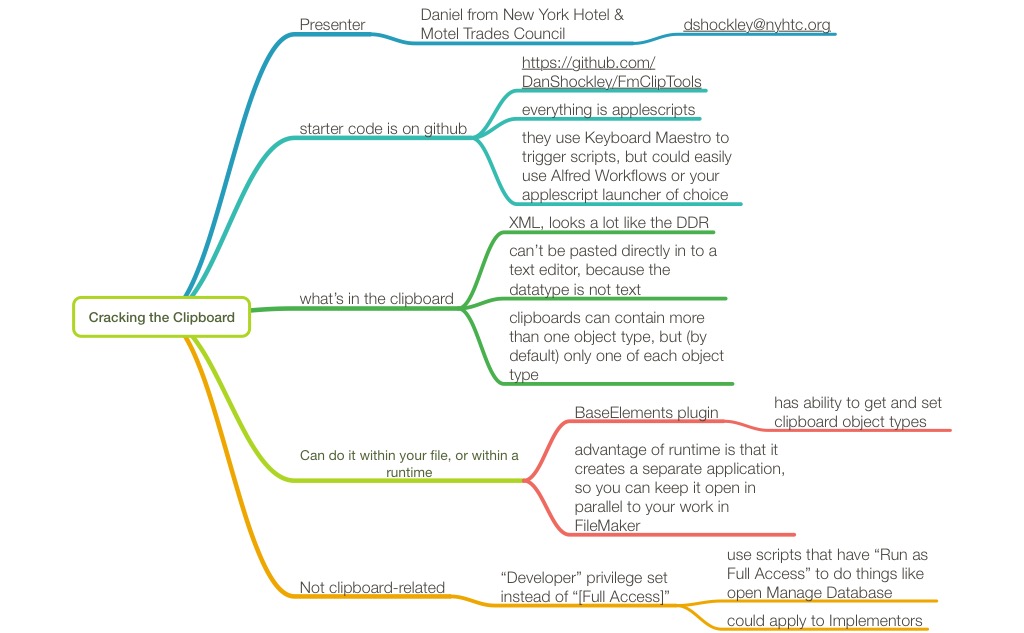 Presenter
Daniel from New York Hotel &
Motel Trades Council
dshockley@nyhtc.org
starter code is on github
https://github.com/
DanShockley/FmClipTools
everything is applescripts
they use Keyboard Maestro to
trigger scripts, but could easily
use Alfred Workflows or your
applescript launcher of choice
Cracking the Clipboard
what's in the clipboard
XML, looks a lot like the DDR
can't be pasted directly in to a
text editor, because the
datatype is not text
clipboards can contain more
than one object type, but (by
default) only one of each object
type
Can do it within your file, or within a
runtime
BaseElements plugin
has ability to get and set
clipboard object types
advantage of runtime is that it
creates a separate application,
so you can keep it open in
parallel to your work in
FileMaker
Not clipboard-related
“Developer” privilege set
instead of “[Full Access]”
use scripts that have “Run as
Full Access” to do things like
open Manage Database
could apply to Implementors